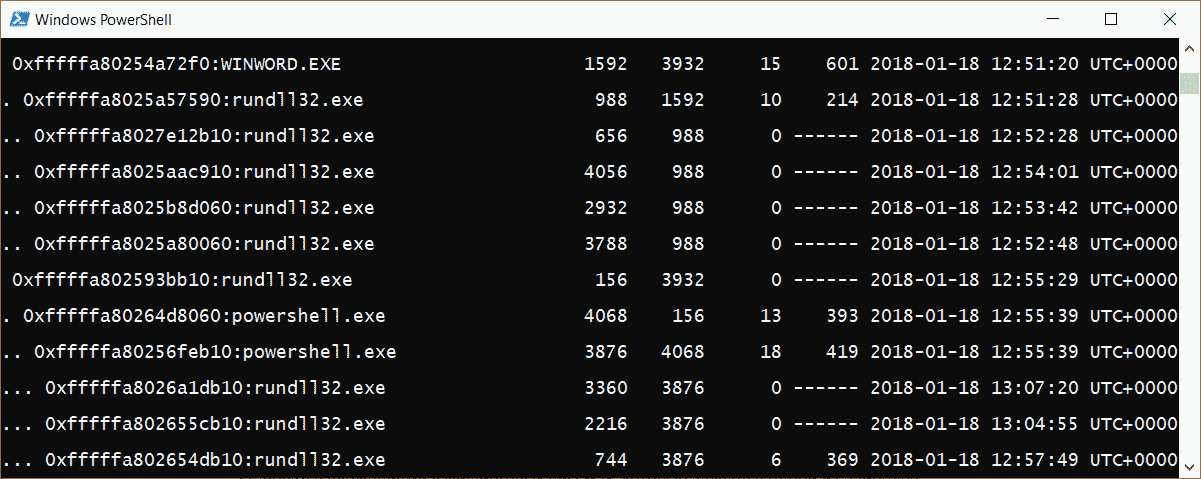 Windows PowerShell
0xfffffa80254a72f0:WINWORD.EXE 1592 3932 15 601 2018-01-18 12:51:20 UTC+0000
. 0xfffffa8025a57590:rundll32.exe 988 1592 10 214 2018-01-18 12:51:28 UTC+0000
.. 0xfffffa8027e12b10:rundll32.exe 656 988 0 ------ 2018-01-18 12:52:28 UTC+0000
.. 0xfffffa8025aac910:rundll32.exe 4056 988 0 ------ 2018-01-18 12:54:01 UTC+0000
.. 0xfffffa8025b8d060:rundll32.exe 2932 988 0 ------ 2018-01-18 12:53:42 UTC+0000
.. 0xfffffa8025a80060:rundll32.exe 3788 988 0 ------ 2018-01-18 12:52:48 UTC+0000
0xfffffa802593bb10:rundll32.exe 156 3932 0 ------ 2018-01-18 12:55:29 UTC+0000
. 0xfffffa80264d8060:powershell.exe 4068 156 13 393 2018-01-18 12:55:39 UTC+0000
.. 0xfffffa80256feb10:powershell.exe 3876 4068 18 419 2018-01-18 12:55:39 UTC+0000
... 0xfffffa8026a1db10:rundll32.exe 3360 3876 0 ------ 2018-01-18 13:07:20 UTC+0000
... 0xfffffa802655cb10:rundll32.exe 2216 3876 0 ------ 2018-01-18 13:04:55 UTC+0000
... 0xfffffa802654db10:rundll32.exe 744 3876 6 369 2018-01-18 12:57:49 UTC+0000